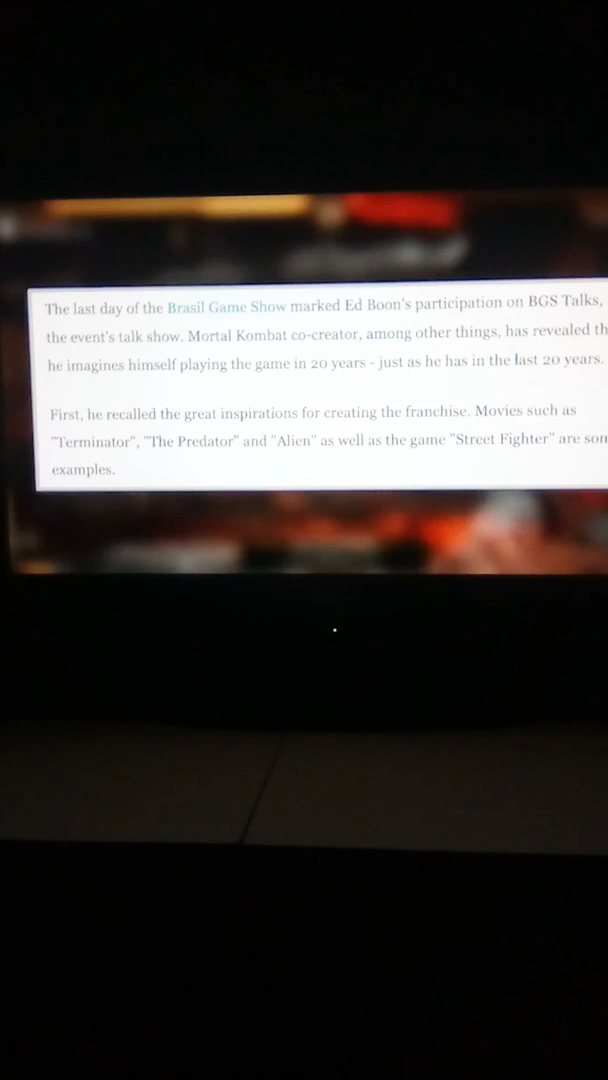 The last day of the Brasil Game Show marked Ed Boon's participation on BGS Talks,
the event's talk show. Mortal Kombat co-creator, among other things, has revealed th
he imagines himself playing the game in 20 years - just as he has in the last 20 years.
First, he recalled the great inspirations for creating the franchise. Movies such as
"Terminator", "The Predator" and "Alien" as well as the game "Street Fighter" are som
examples.